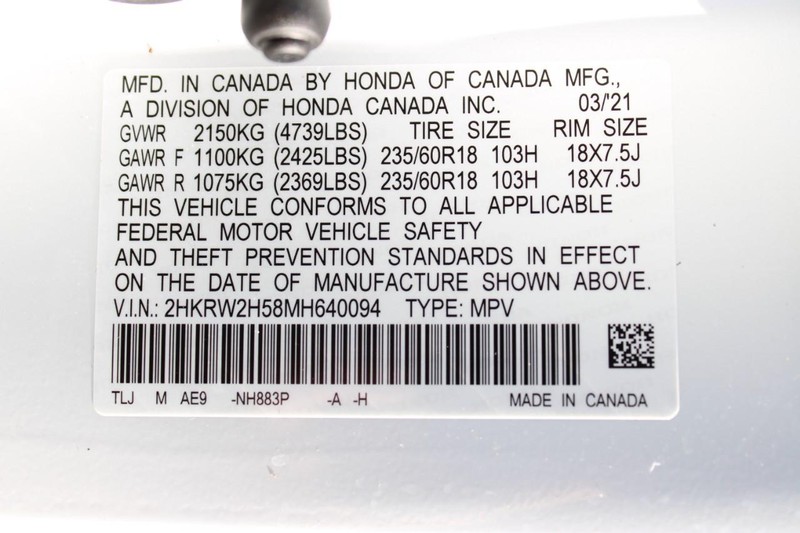 MFD. IN CANADA BY HONDA OF CANADA MFG.,
A DIVISION OF HONDA CANADA INC. 03/'21
GVWR 2150KG (4739LBS) TIRE SIZE RIM SIZE
GAWR F 1100KG (2425LBS) 235/60R18 103H 18X7.5J
GAWR R 1075KG (2369LBS) 235/60R18 103H 18X7.5J
THIS VEHICLE CONFORMS TO ALL APPLICABLE
FEDERAL MOTOR VEHICLE SAFETY
AND THEFT PREVENTION STANDARDS IN EFFECT
ON THE DATE OF MANUFACTURE SHOWN ABOVE.
V.I.N.: 2HKRW2H58MH640094 TYPE: MPV
TLJ M AE9 -NH883P -A -H MADE IN CANADA